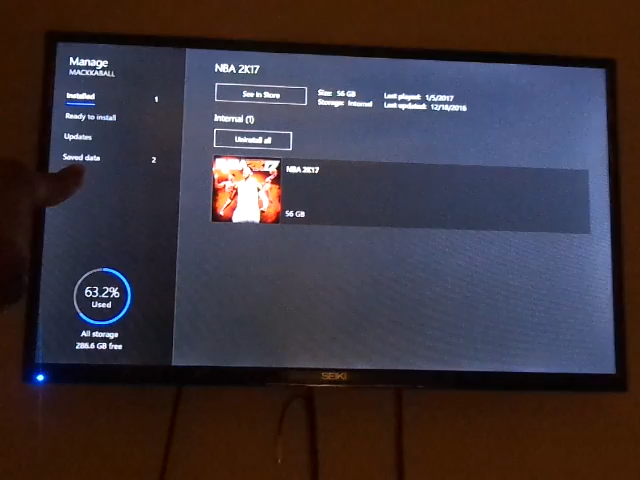 Manage
MACKKABALL
Installed 1
Ready to install
Updates
Saved data 2
63.2%
Used
All storage
286.6 GB free
NBA 2K17
See in Store
Size: 56 GB
Storage: Internal
Last played: 1/5/2017
Last updated: 12/18/2016
Internal (1)
Uninstall all
NBA 2K17
56 GB
SEIKI